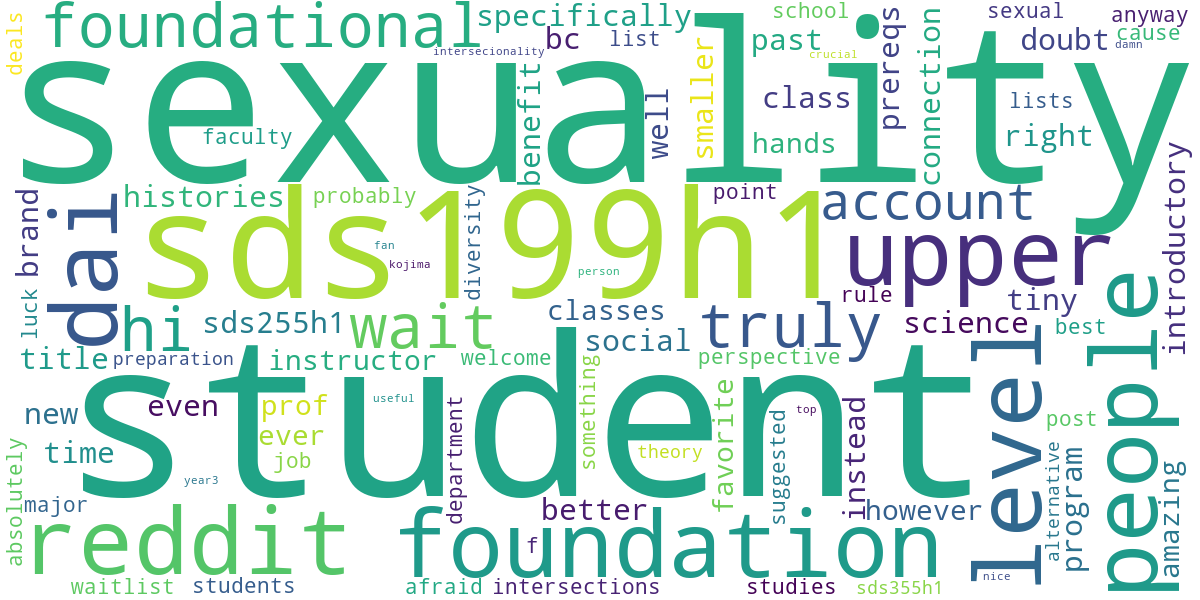 deals
foundational
specifically
school
sexual
anyway
cause
intersecionality
bc
list
past
crucial
doubt
damn
sexuality
faculty
benefit
well
smaller
class
hands
prereqs
connection
lists
right
histories
probably
point
account
introductory
brand
dai
sds199h1
fan
kojima
diversity
person
upper
luck
hi
sds255h1
wait
classes
social
truly
rule
science
tiny
best
title
preparation
instructor
welcome
something
perspective
level
people
new
even
prof
useful
student
favorite
top
post
time
ever
job
department
theory
suggested
instead
alternative
program
amazing
absolutely
year3
major
reddit
foundation
better
f
however
waitlist
students
afraid
intersections
studies
sds355h1
nice